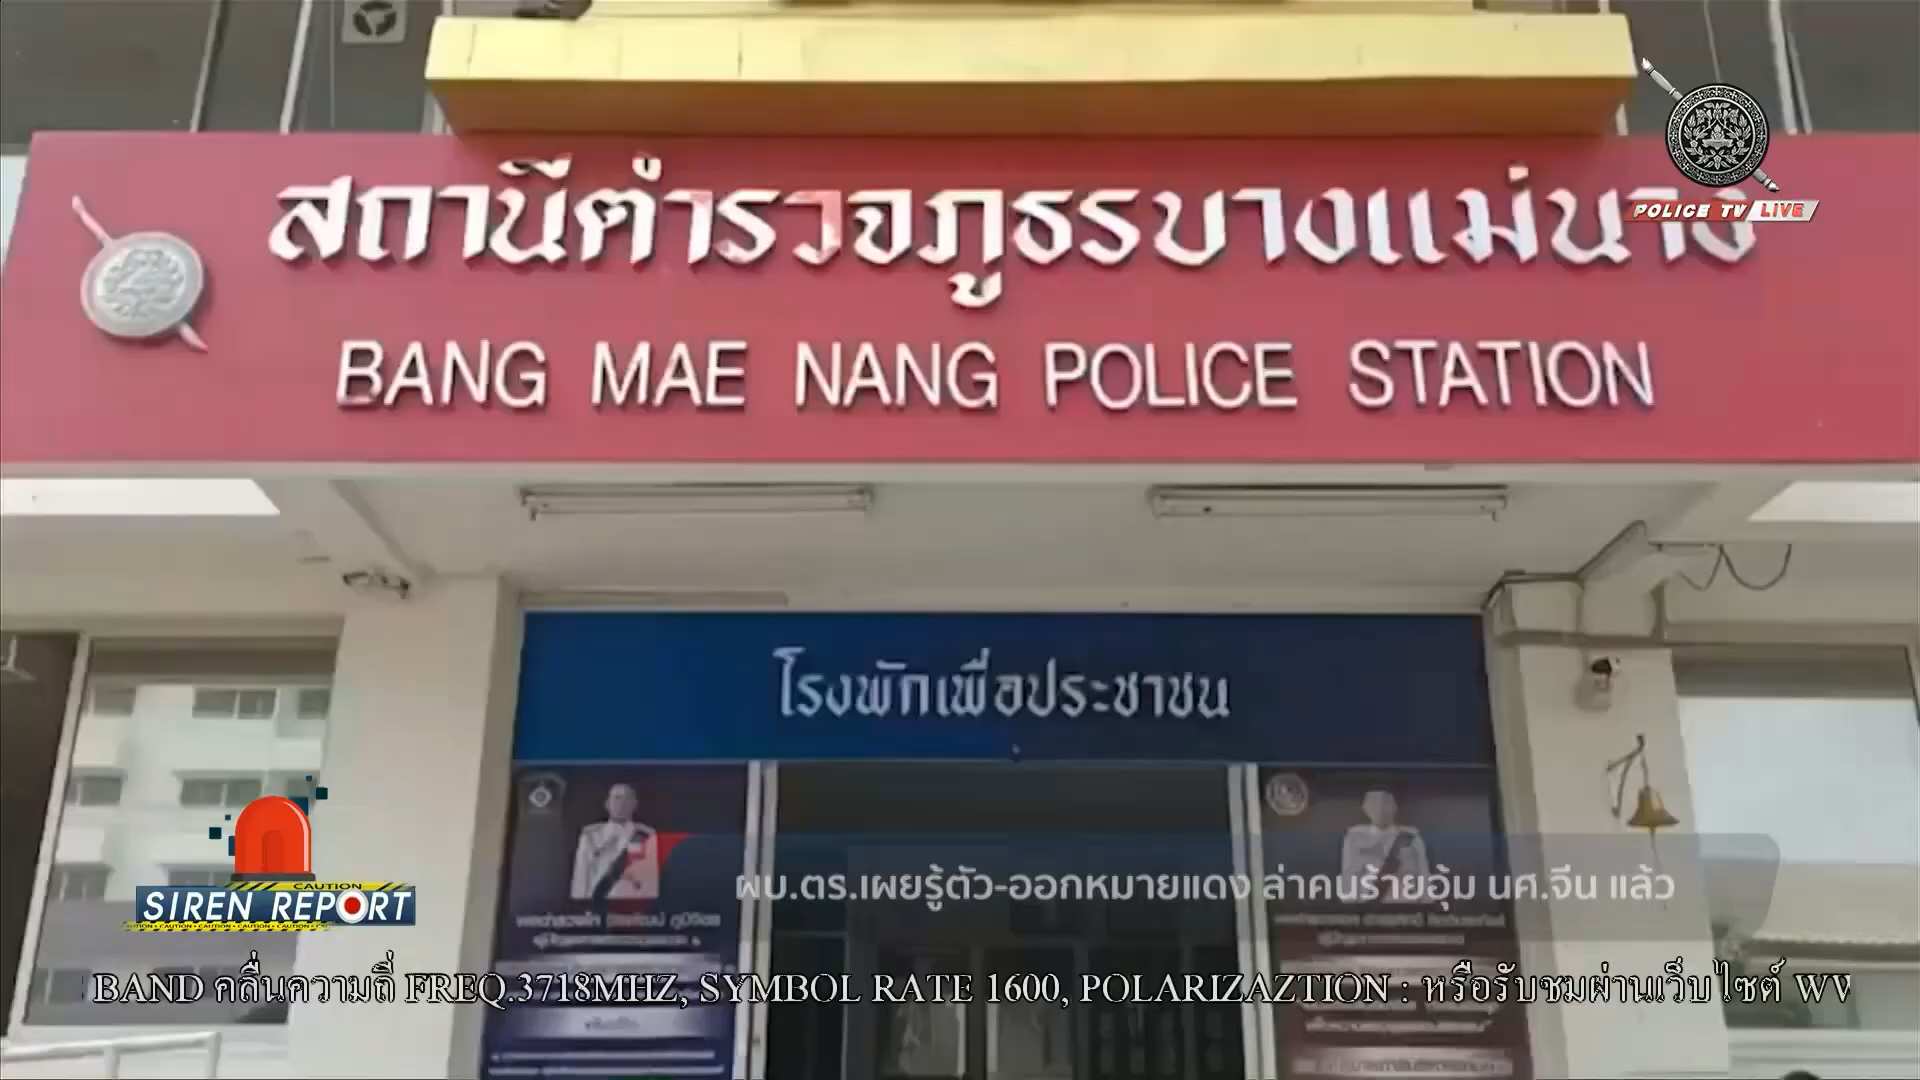 สถานีตำรวจภูธรบางแม่นาง
POLICE TV LIVE
BANG MAE NANG POLICE STATION
โรงพักเพื่อประชาชน
ผบ.ตร.เผยรู้ตัว-ออกหมายแดง ล่าคนร้ายอุ้ม นศ.จีน แล้ว
CAUTION
SIREN REPORT
CAUTION • CAUTION • CAUTION • CAUTION
BAND คลื่นความถี่ FREQ.3718MHZ, SYMBOL RATE 1600, POLARIZAZTION : หรือรับชมผ่านเว็บไซต์ WW